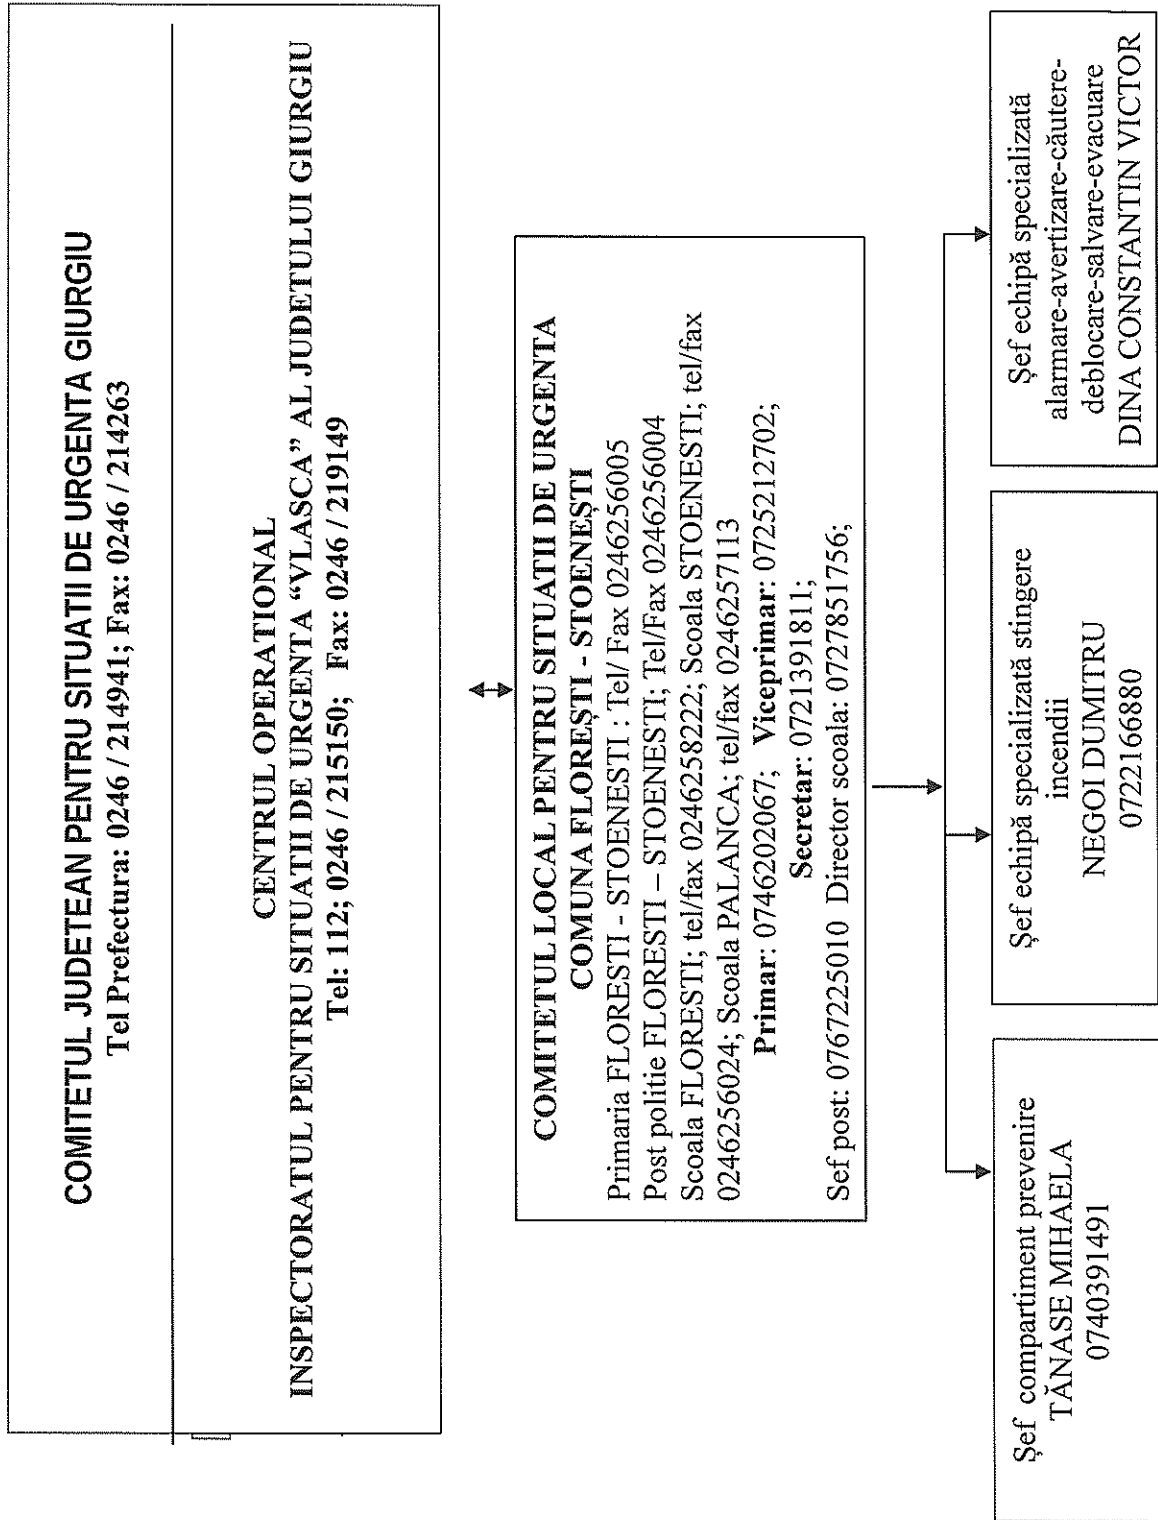 COMITETUL JUDETEAN PENTRU SITUATII DE URGENTA GIURGIU
Tel Prefectura: 0246 / 214941; Fax: 0246 / 214263
CENTRUL OPERATIONAL
INSPECTORATUL PENTRU SITUATII DE URGENTA “VLASCA” AL JUDETULUI GIURGIU
Tel: 112; 0246 / 215150; Fax: 0246 / 219149
COMITETUL LOCAL PENTRU SITUATII DE URGENTA
COMUNA FLOREȘTI - STOENEȘTI
Primaria FLORESTI - STOENESTI : Tel/ Fax 0246256005
Post politie FLORESTI – STOENESTI; Tel/Fax 0246256004
Scoala FLORESTI; tel/fax 0246258222; Scoala STOENESTI; tel/fax
0246256024; Scoala PALANCA; tel/fax 0246257113
Primar: 0746202067; Viceprimar: 0725212702;
Secretar: 0721391811;
Sef post: 0767225010 Director scoala: 0727851756;
Șef compartiment prevenire
TĂNASE MIHAELA
0740391491
Șef echipă specializată stingere
incendii
NEGOI DUMITRU
0722166880
Șef echipă specializată
alarmare-avertizare-căutere-
deblocare-salvare-evacuare
DINA CONSTANTIN VICTOR